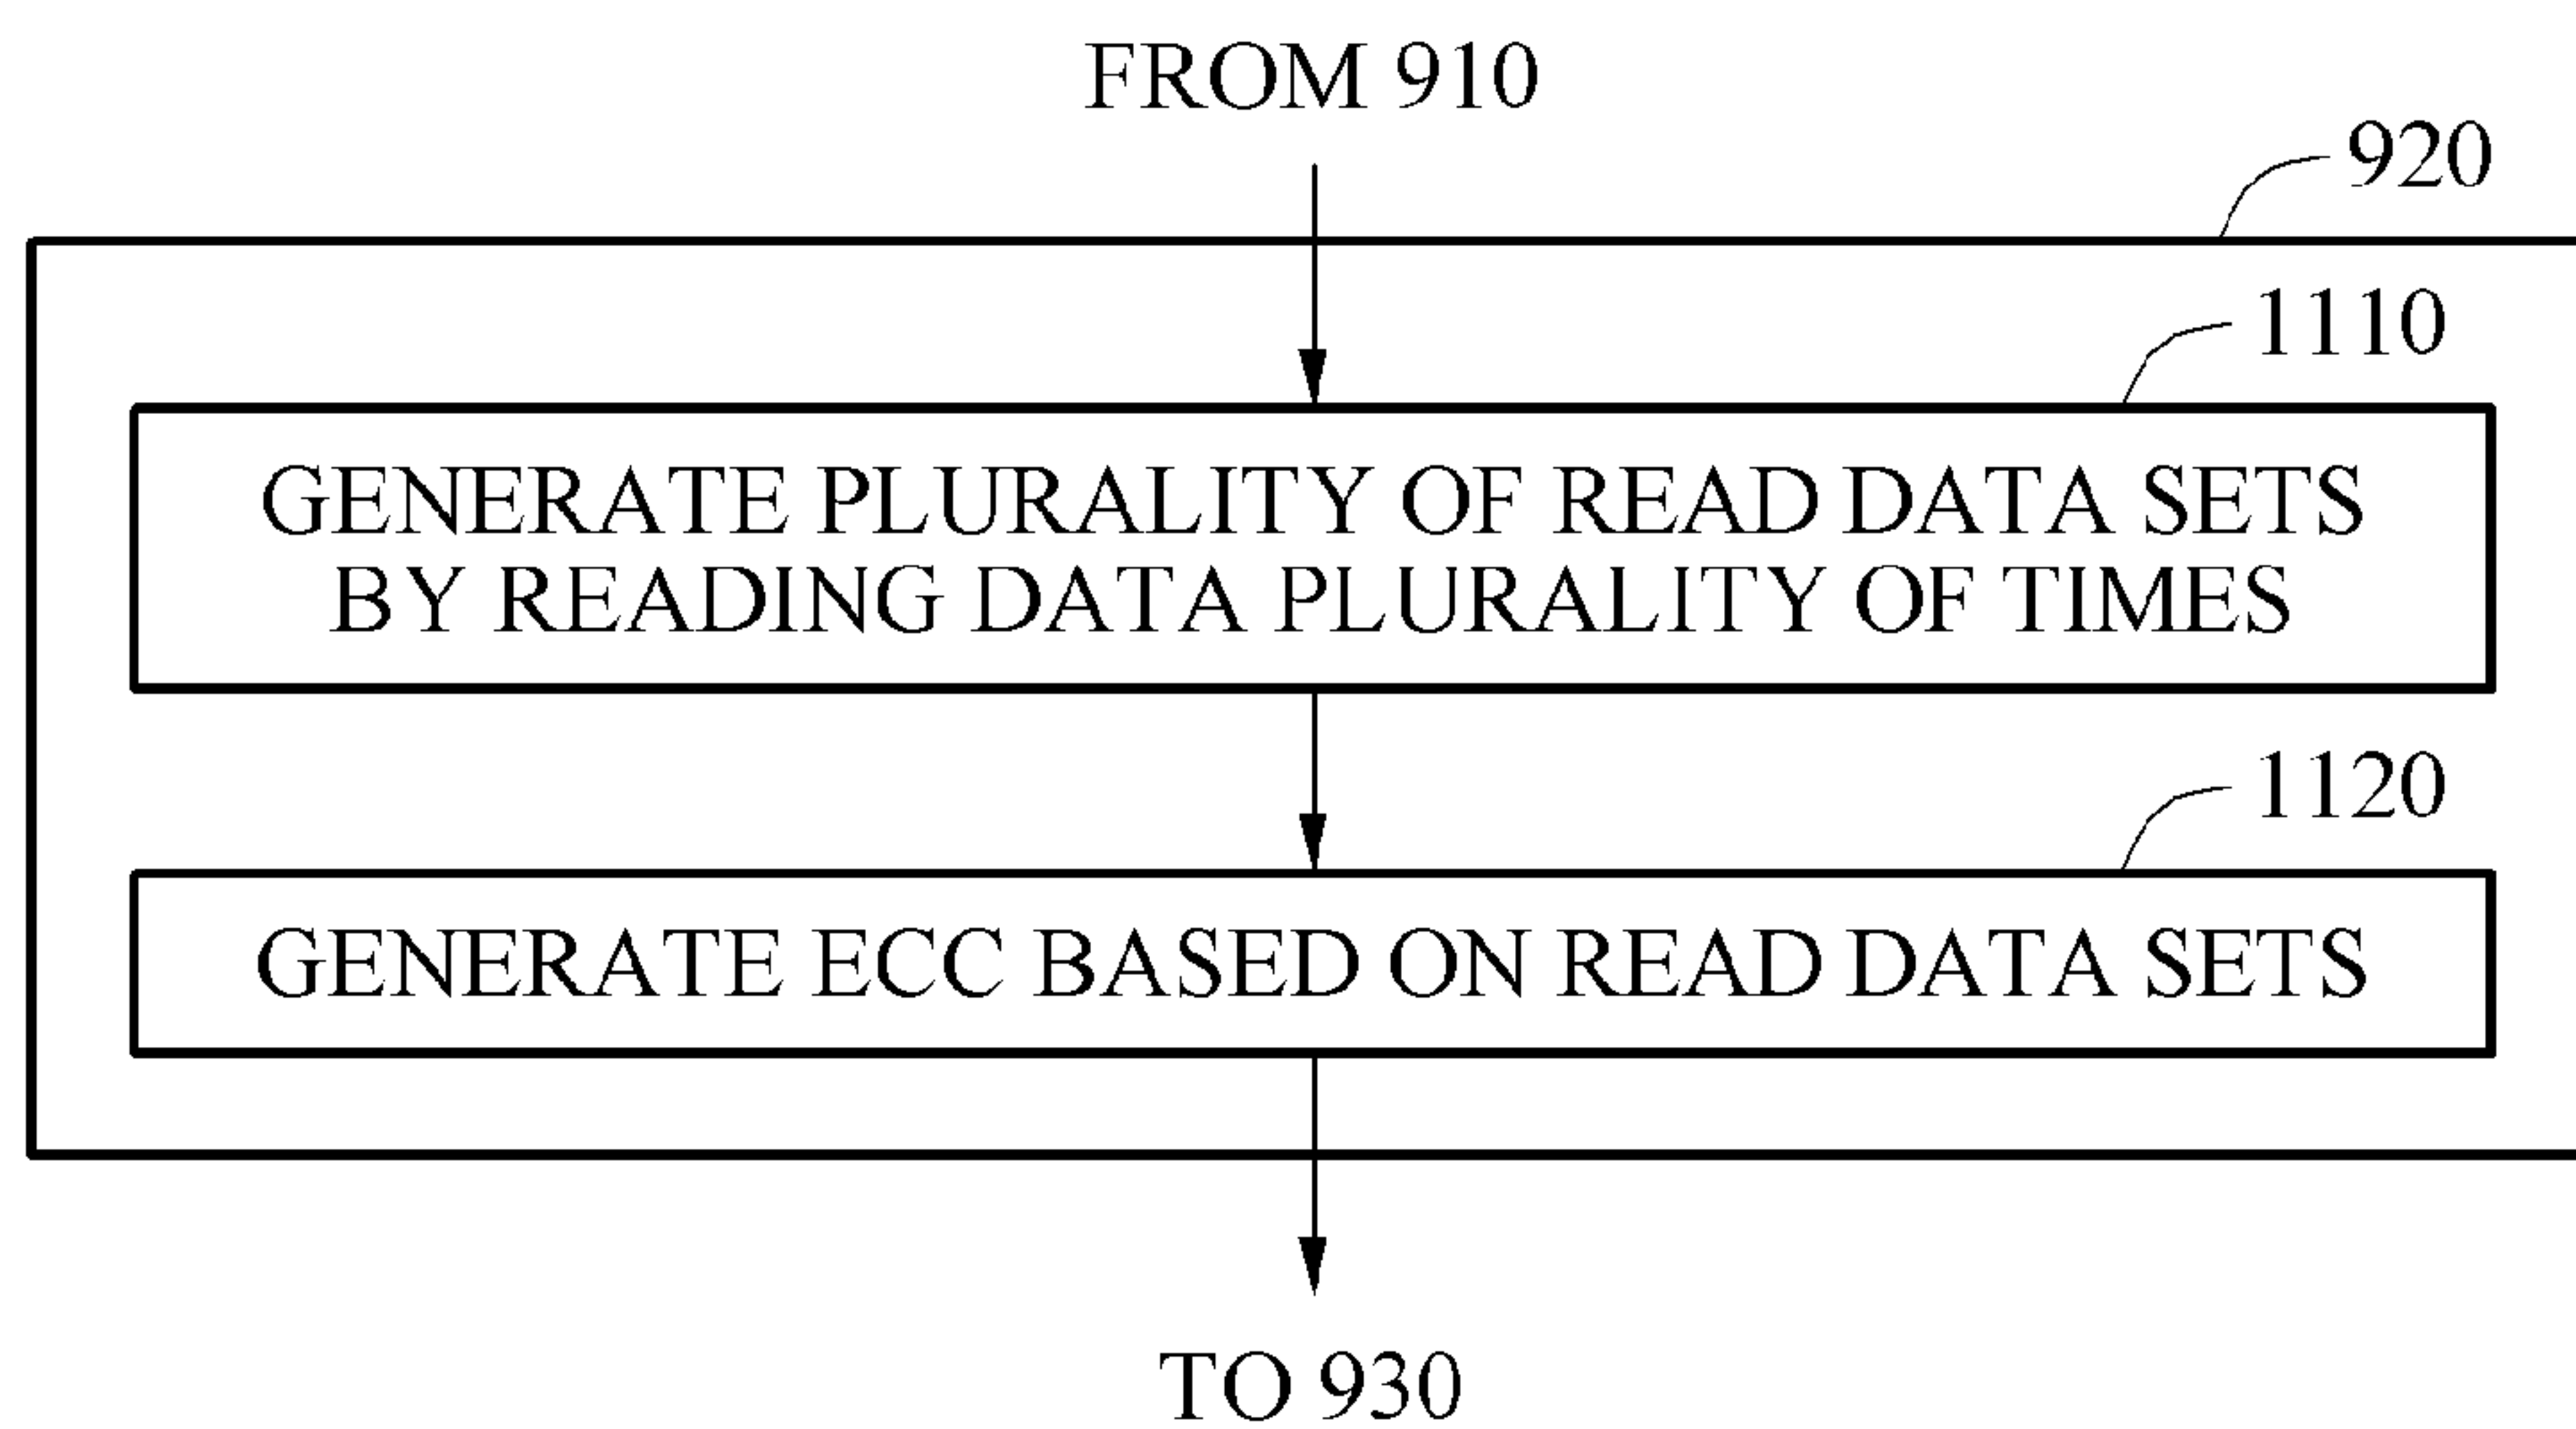 FROM 910
920
1110
GENERATE PLURALITY OF READ DATA SETS
BY READING DATA PLURALITY OF TIMES
1120
GENERATE ECC BASED ON READ DATA SETS
TO 930